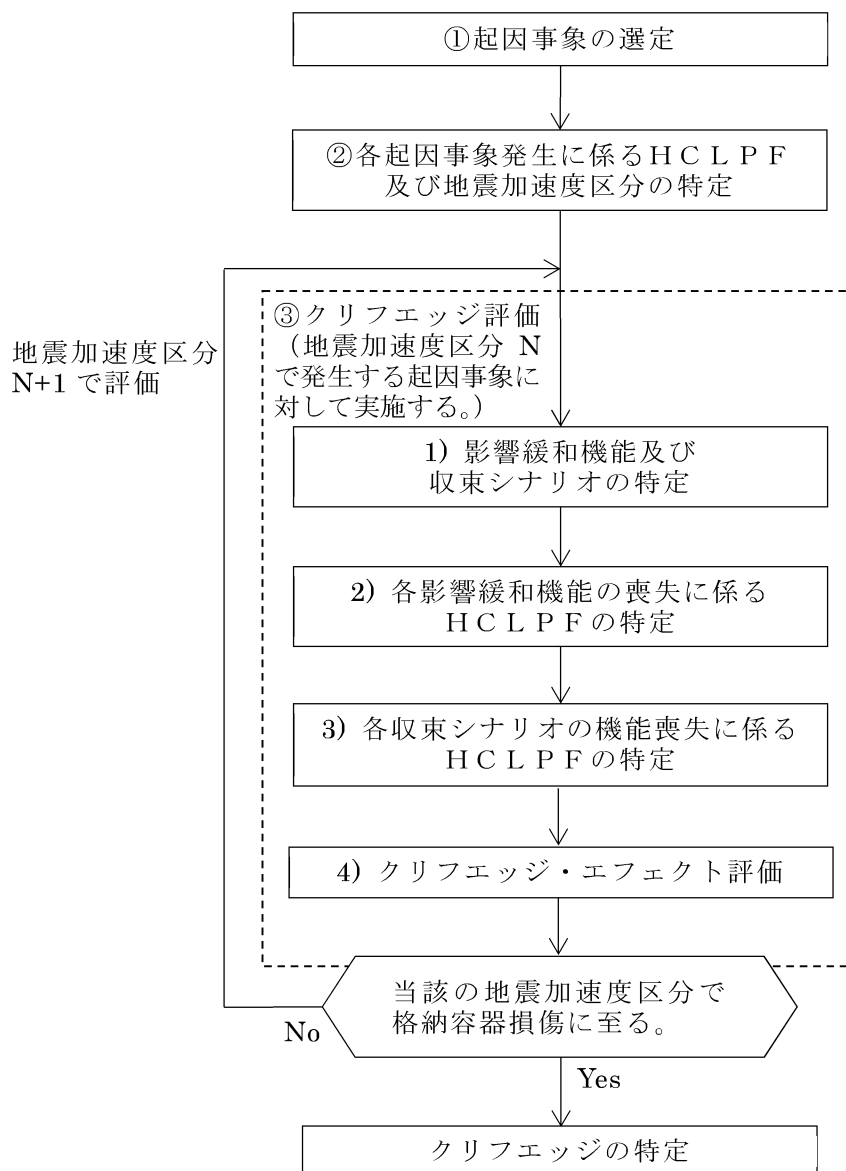 ①起因事象の選定
②各起因事象発生に係るＨＣＬＰＦ
及び地震加速度区分の特定
③クリフエッジ評価
（地震加速度区分 N
で発生する起因事象に
対して実施する。）
地震加速度区分
N+1 で評価
1) 影響緩和機能及び
収束シナリオの特定
2) 各影響緩和機能の喪失に係る
ＨＣＬＰＦの特定
3) 各収束シナリオの機能喪失に係る
ＨＣＬＰＦの特定
4) クリフエッジ・エフェクト評価
当該の地震加速度区分で
格納容器損傷に至る。
No
Yes
クリフエッジの特定